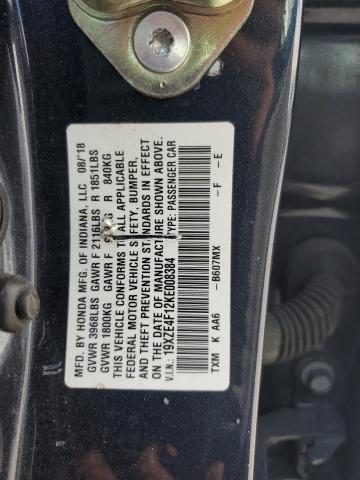 MFD. BY HONDA MFG. OF INDIANA, LLC 08/'18
GVWR 3968LBS GAWR F 2116LBS R 1851LBS
GVWR 1800KG GAWR F KG R 840KG
THIS VEHICLE CONFORMS TO ALL APPLICABLE
FEDERAL MOTOR VEHICLE SAFETY, BUMPER,
AND THEFT PREVENTION STANDARDS IN EFFECT
ON THE DATE OF MANUFACTURE SHOWN ABOVE.
V.I.N.: 19XZE4F12KE008384 TYPE: PASSENGER CAR
-B607MX -F -E
TXM K AA6